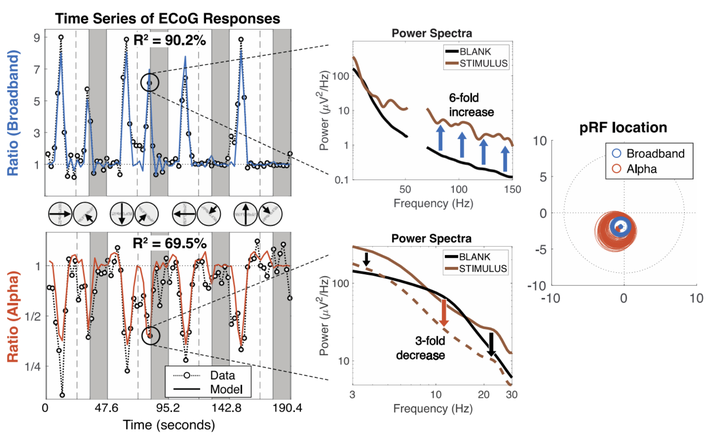 Time Series of ECoG Responses
R² = 90.2%
Ratio (Broadband)
9
7
5
3
1
Power Spectra
BLANK
STIMULUS
6-fold
increase
Power (μV²/Hz)
100
10
1
0.1
50
100
150
Frequency (Hz)
R² = 69.5%
Ratio (Alpha)
1
1/2
1/4
Data
Model
0
47.6
95.2
142.8
190.4
Time (seconds)
Power Spectra
BLANK
STIMULUS
3-fold
decrease
Power (μV²/Hz)
100
10
3
10
20
30
Frequency (Hz)
pRF location
Broadband
Alpha
10
5
0
-5
-10
-10
0
10